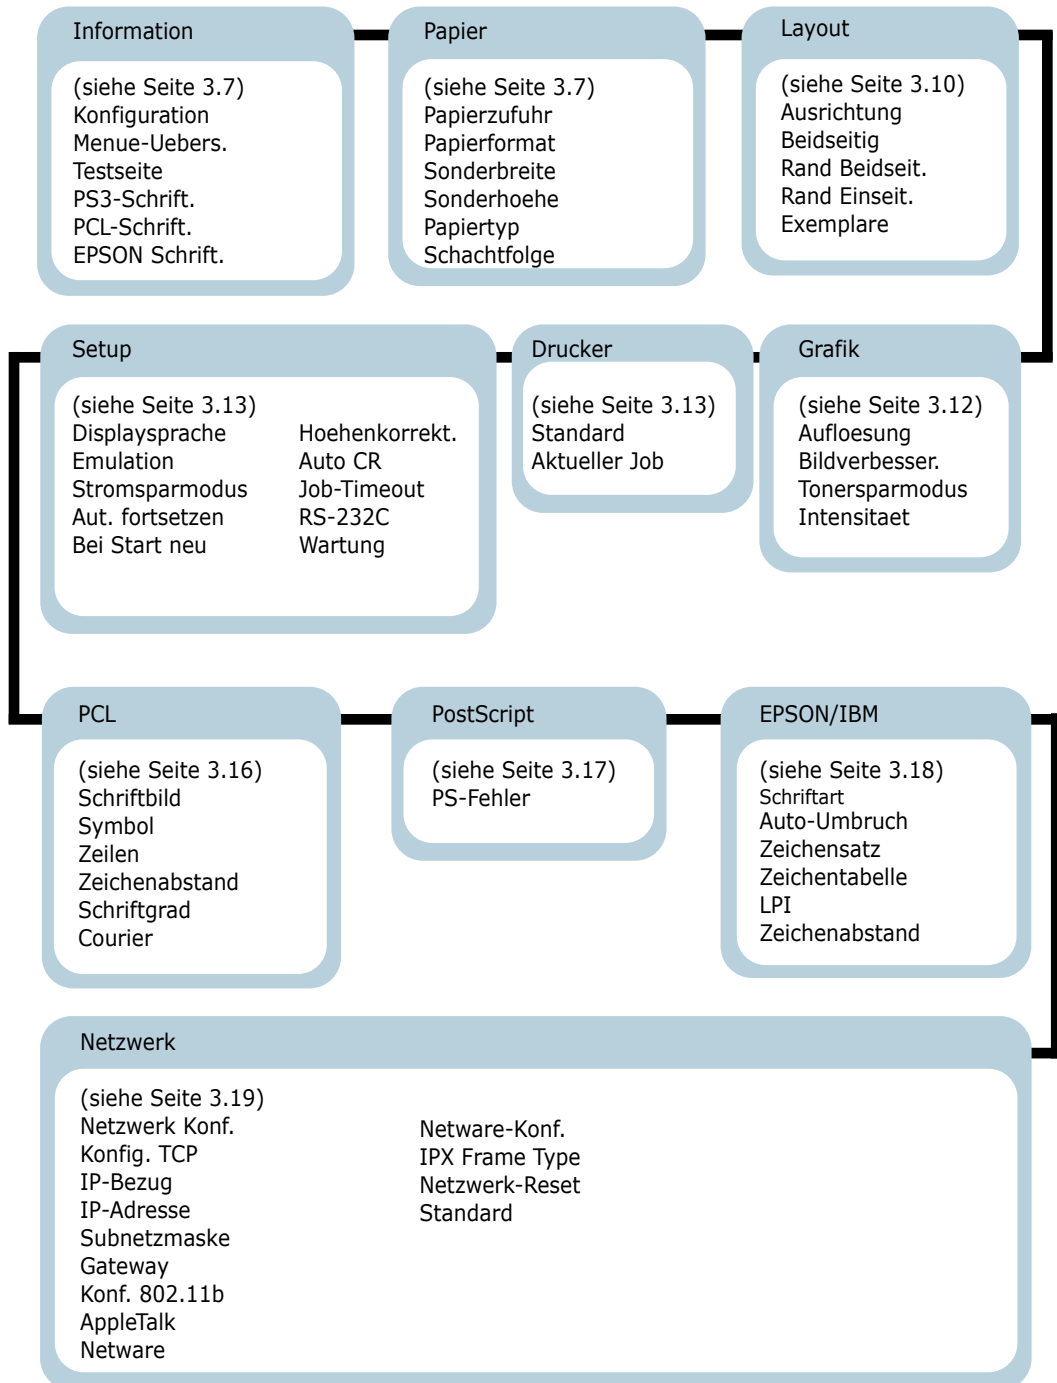 Information
(siehe Seite 3.7)
Konfiguration
Menue-Uebers.
Testseite
PS3-Schrift.
PCL-Schrift.
EPSON Schrift.
Papier
(siehe Seite 3.7)
Papierzufuhr
Papierformat
Sonderbreite
Sonderhoehe
Papiertyp
Schachtfolge
Layout
(siehe Seite 3.10)
Ausrichtung
Beidseitig
Rand Beidseit.
Rand Einseit.
Exemplare
Setup
(siehe Seite 3.13)
Displaysprache
Emulation
Stromsparmodus
Aut. fortsetzen
Bei Start neu
Hoehenkorrekt.
Auto CR
Job-Timeout
RS-232C
Wartung
Drucker
(siehe Seite 3.13)
Standard
Aktueller Job
Grafik
(siehe Seite 3.12)
Aufloesung
Bildverbesser.
Tonersparmodus
Intensitaet
PCL
(siehe Seite 3.16)
Schriftbild
Symbol
Zeilen
Zeichenabstand
Schriftgrad
Courier
PostScript
(siehe Seite 3.17)
PS-Fehler
EPSON/IBM
(siehe Seite 3.18)
Schriftart
Auto-Umbruch
Zeichensatz
Zeichentabelle
LPI
Zeichenabstand
Netzwerk
(siehe Seite 3.19)
Netzwerk Konf.
Konfig. TCP
IP-Bezug
IP-Adresse
Subnetzmaske
Gateway
Konf. 802.11b
AppleTalk
Netware
Netware-Konf.
IPX Frame Type
Netzwerk-Reset
Standard